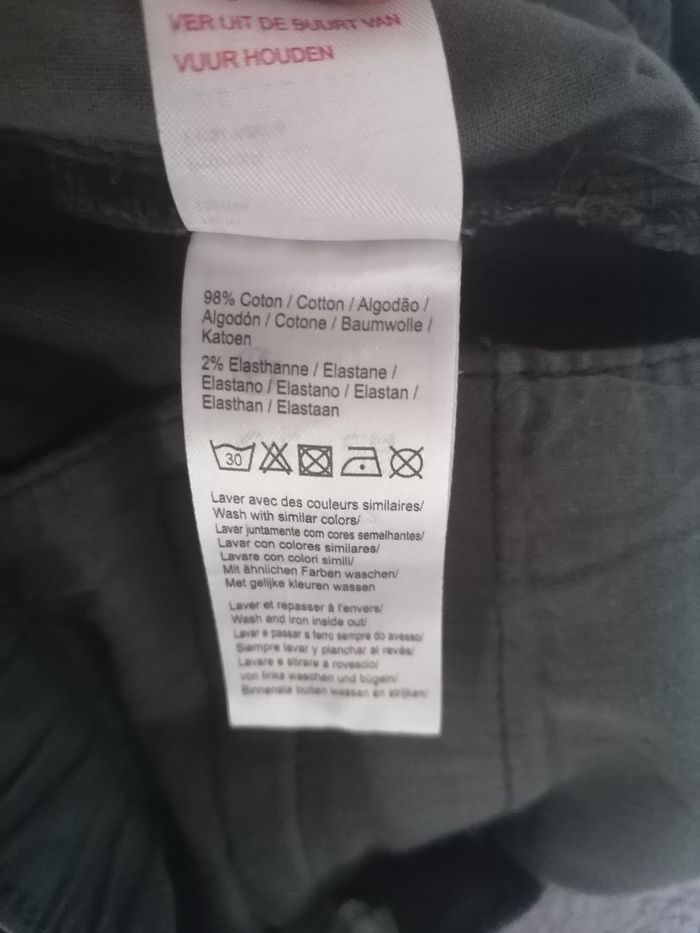 VER UIT DE BUURT VAN
VUUR HOUDEN
98% Coton / Cotton / Algodão /
Algodón / Cotone / Baumwolle /
Katoen
2% Elasthanne / Elastane /
Elastano / Elastano / Elastan /
Elasthan / Elastaan
30
Laver avec des couleurs similaires/
Wash with similar colors/
Lavar juntamente com cores semelhantes/
Lavar con colores similares/
Lavare con colori simili/
Mit ähnlichen Farben waschen/
Met gelijke kleuren wassen
Laver et repasser à l'envers/
Wash and iron inside out/
Lavar e passar a ferro sempre do avesso/
Siempre lavar y planchar al revés/
Lavare e stirare a rovescio/
von links waschen und bügeln/
Binnenste buiten wassen en strijken/